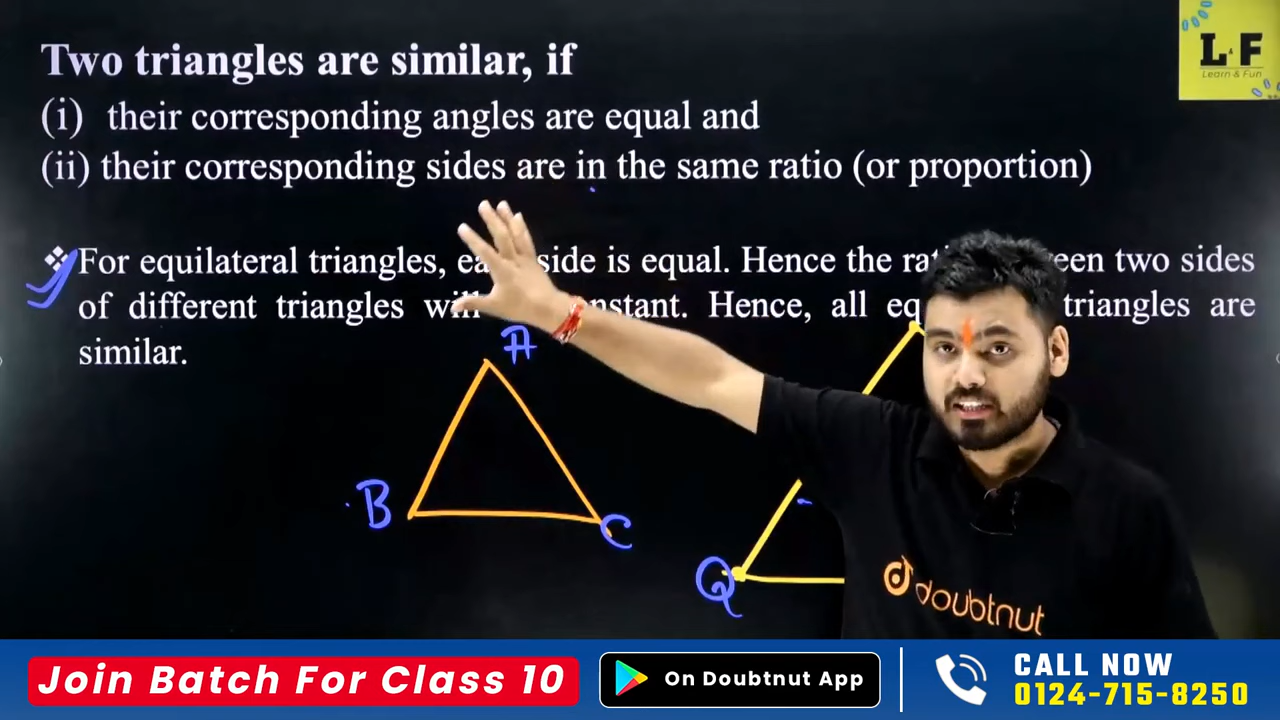 Two triangles are similar, if
L & F
Learn & Fun
(i) their corresponding angles are equal and
(ii) their corresponding sides are in the same ratio (or proportion)
For equilateral triangles, side is equal. Hence the two sides
of different triangles will Hence, all triangles are
similar.
A
B
C
Q
doubtnut
Join Batch For Class 10
On Doubtnut App
CALL NOW
0124-715-8250